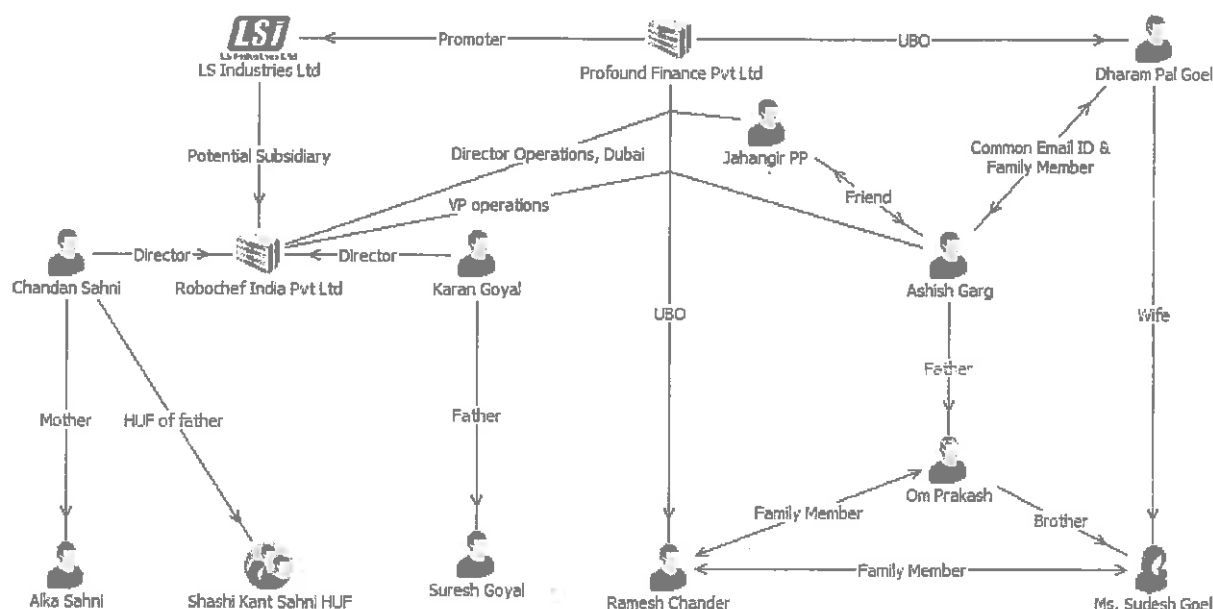 LSi
LS Industries Ltd
LS Industries Ltd
Promoter
Profound Finance Pvt Ltd
UBO
Dharam Pal Goel
Potential Subsidiary
Director Operations, Dubai
Jahangir PP
Common Email ID &
Family Member
VP operations
Friend
Chandan Sahni
Director
Robochef India Pvt Ltd
Director
Karan Goyal
Ashish Garg
UBO
Wife
Mother
HUF of father
Father
Father
Om Prakash
Family Member
Brother
Alka Sahni
Shashi Kant Sahni HUF
Suresh Goyal
Ramesh Chander
Family Member
Ms. Sudesh Goel